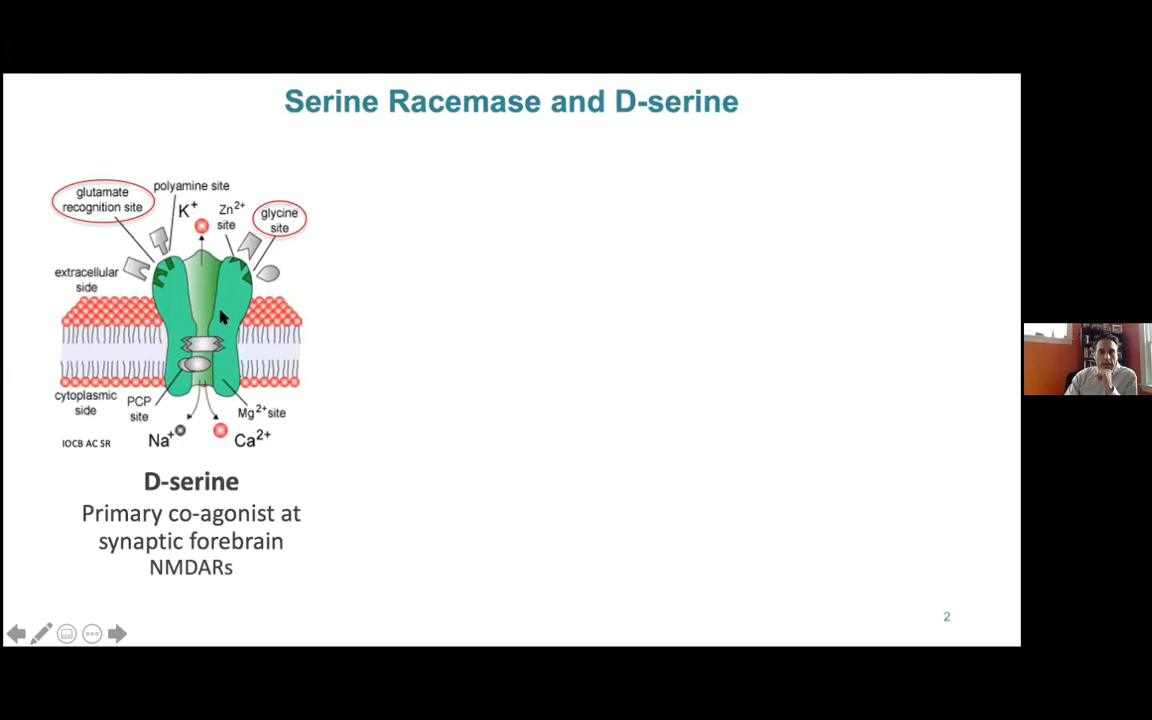 Serine Racemase and D-serine
glutamate
recognition site
polyamine site
K+
Zn2+
site
glycine
site
extracellular
side
cytoplasmic
side
PCP
site
Mg2+ site
IOCB AC SR
Na+
Ca2+
D-serine
Primary co-agonist at
synaptic forebrain
NMDARs
2